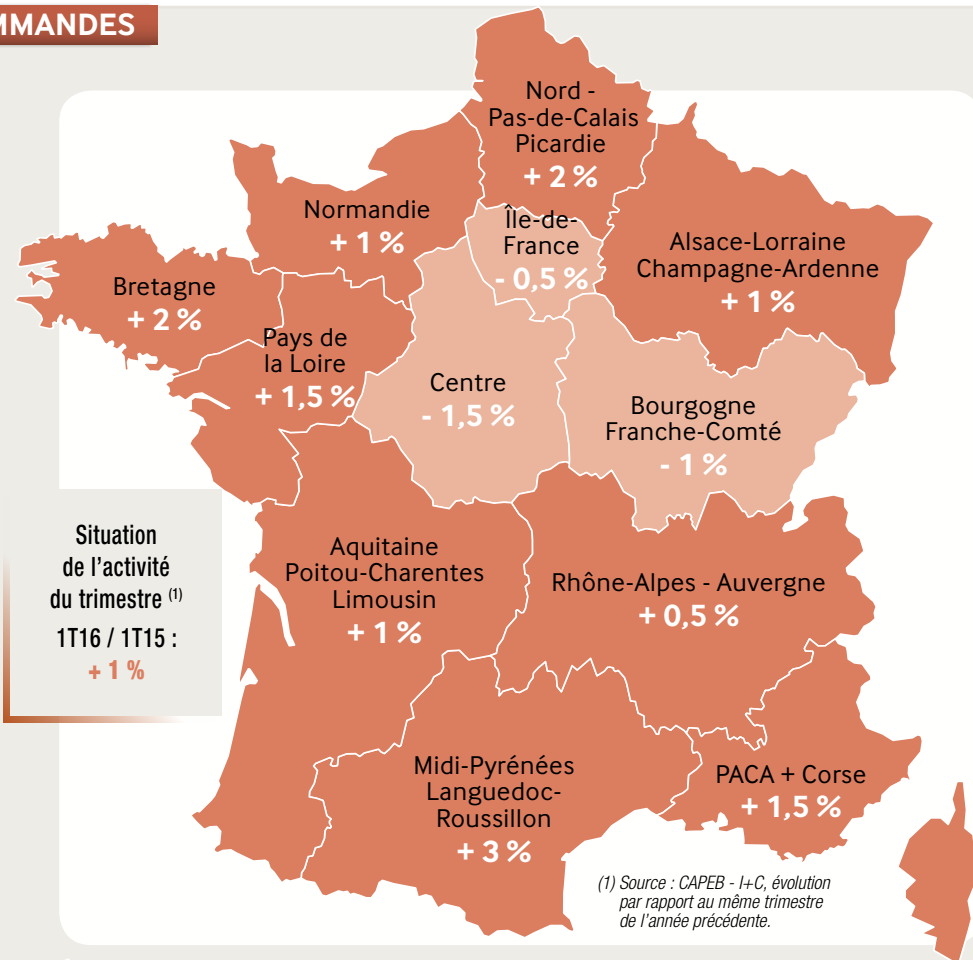 MMANDES
Nord -
Pas-de-Calais
Picardie
+ 2 %
Normandie
+ 1 %
Île-de-
France
- 0,5 %
Alsace-Lorraine
Champagne-Ardenne
+ 1 %
Bretagne
+ 2 %
Pays de
la Loire
+ 1,5 %
Centre
- 1,5 %
Bourgogne
Franche-Comté
- 1 %
Situation
de l'activité
du trimestre (1)
1T16 / 1T15 :
+ 1 %
Aquitaine
Poitou-Charentes
Limousin
+ 1 %
Rhône-Alpes - Auvergne
+ 0,5 %
Midi-Pyrénées
Languedoc-
Roussillon
+ 3 %
PACA + Corse
+ 1,5 %
(1) Source : CAPEB - I+C, évolution
par rapport au même trimestre
de l'année précédente.